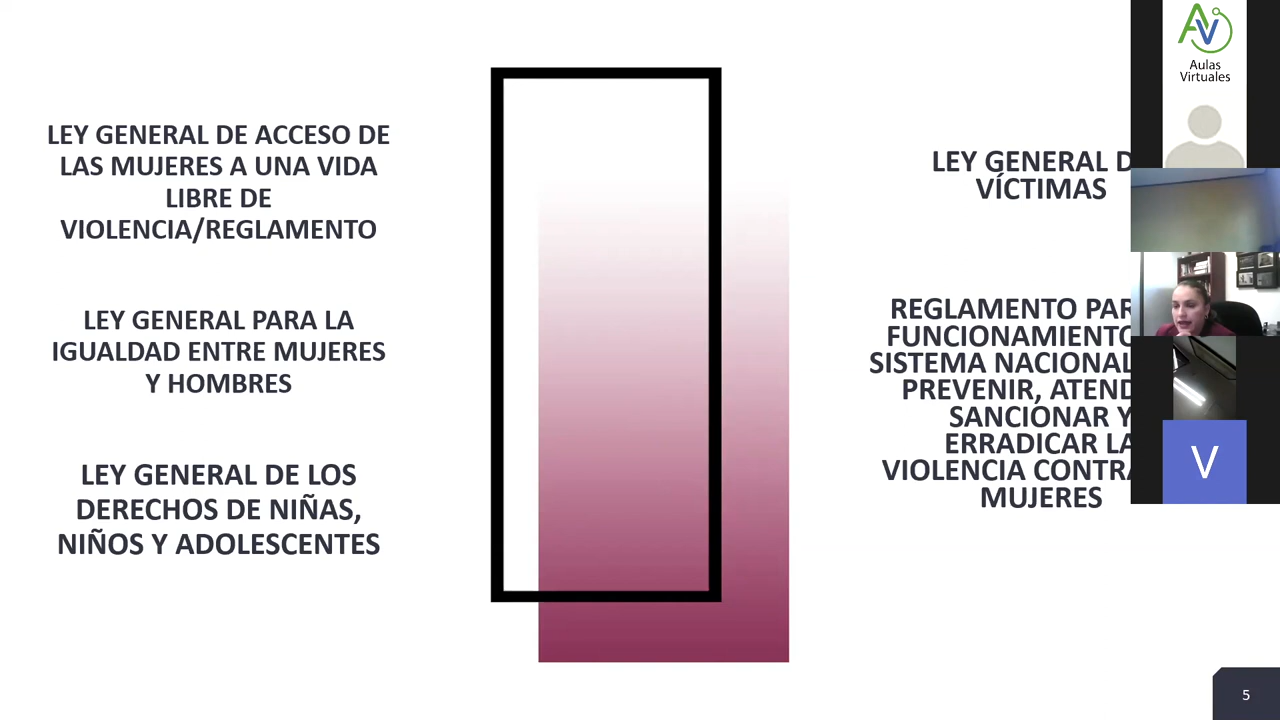 LEY GENERAL DE ACCESO DE
LAS MUJERES A UNA VIDA
LIBRE DE
VIOLENCIA/REGLAMENTO
LEY GENERAL PARA LA
IGUALDAD ENTRE MUJERES
Y HOMBRES
LEY GENERAL DE LOS
DERECHOS DE NIÑAS,
NIÑOS Y ADOLESCENTES
LEY GENERAL D
VÍCTIMAS
REGLAMENTO PAR
FUNCIONAMIENTO
SISTEMA NACIONAL
PREVENIR, ATEND
SANCIONAR Y
ERRADICAR LA
VIOLENCIA CONTRA
MUJERES
AV
Aulas
Virtuales
V
5